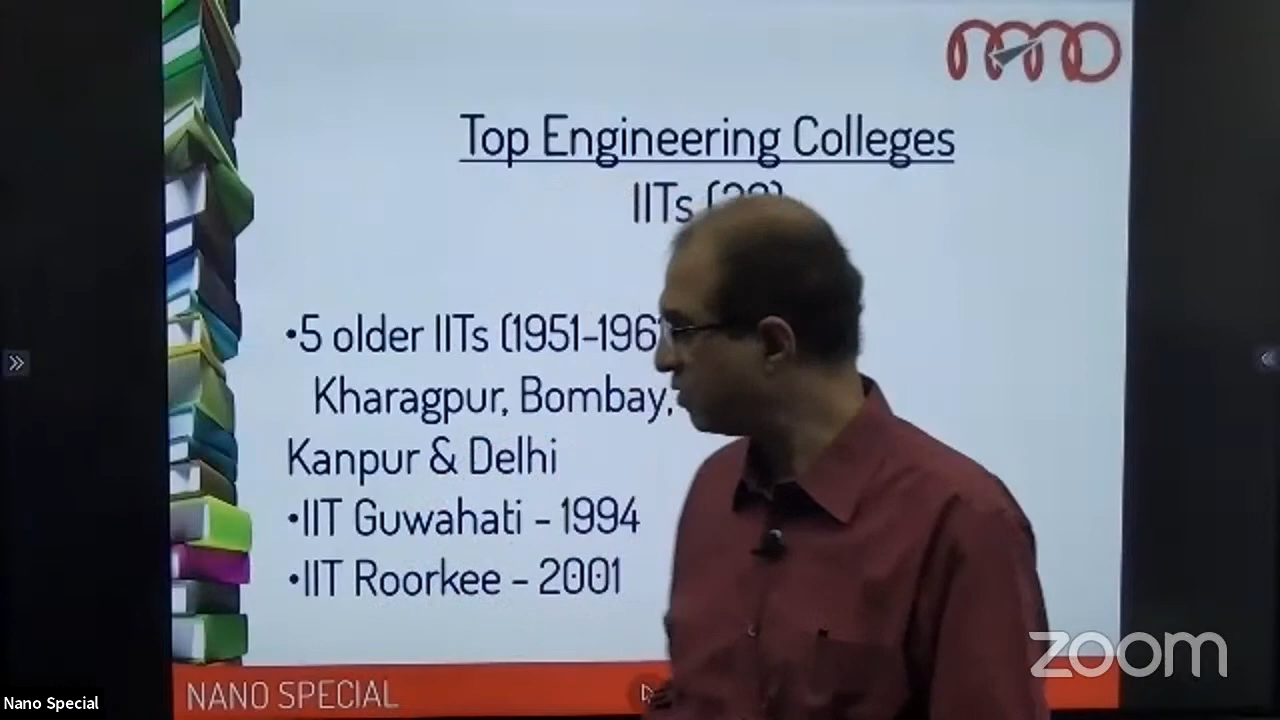 Top Engineering Colleges
IITs
•5 older IITs (1951-1961
Kharagpur, Bombay,
Kanpur & Delhi
•IIT Guwahati - 1994
•IIT Roorkee - 2001
NANO SPECIAL
zoom
Nano Special